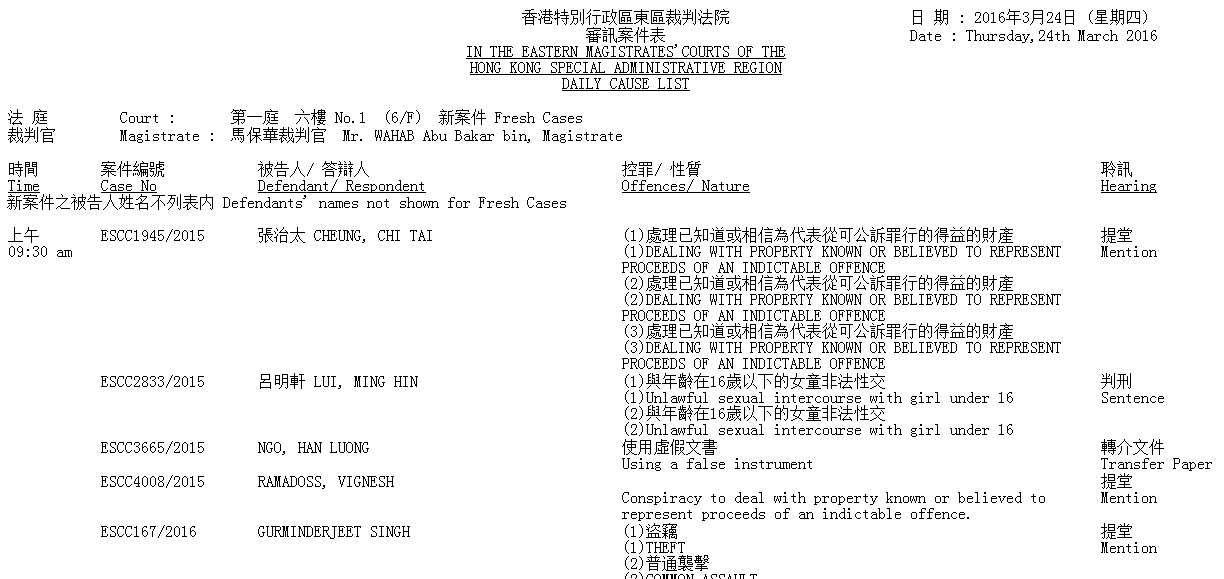 香港特別行政區東區裁判法院 日 期 : 2016年3月24日 (星期四)
審訊案件表 Date : Thursday,24th March 2016
IN THE EASTERN MAGISTRATES' COURTS OF THE
HONG KONG SPECIAL ADMINISTRATIVE REGION
DAILY CAUSE LIST
法 庭 Court : 第一庭 六樓 No.1 (6/F) 新案件 Fresh Cases
裁判官 Magistrate : 馬保華裁判官 Mr. WAHAB Abu Bakar bin, Magistrate
時間 案件編號 被告人/ 答辯人 控罪/ 性質 聆訊
Time Case No Defendant/ Respondent Offences/ Nature Hearing
新案件之被告人姓名不列表内 Defendants' names not shown for Fresh Cases
上午 ESCC1945/2015 張治太 CHEUNG, CHI TAI (1)處理已知道或相信為代表從可公訴罪行的得益的財產 提堂
09:30 am (1)DEALING WITH PROPERTY KNOWN OR BELIEVED TO REPRESENT Mention
PROCEEDS OF AN INDICTABLE OFFENCE
(2)處理已知道或相信為代表從可公訴罪行的得益的財產
(2)DEALING WITH PROPERTY KNOWN OR BELIEVED TO REPRESENT
PROCEEDS OF AN INDICTABLE OFFENCE
(3)處理已知道或相信為代表從可公訴罪行的得益的財產
(3)DEALING WITH PROPERTY KNOWN OR BELIEVED TO REPRESENT
PROCEEDS OF AN INDICTABLE OFFENCE
ESCC2833/2015 呂明軒 LUI, MING HIN (1)與年齡在16歲以下的女童非法性交 判刑
(1)Unlawful sexual intercourse with girl under 16 Sentence
(2)與年齡在16歲以下的女童非法性交
(2)Unlawful sexual intercourse with girl under 16
ESCC3665/2015 NGO, HAN LUONG 使用虛假文書 轉介文件
Using a false instrument Transfer Paper
ESCC4008/2015 RAMADOSS, VIGNESH 提堂
Conspiracy to deal with property known or believed to Mention
represent proceeds of an indictable offence.
ESCC167/2016 GURMINDERJEET SINGH (1)盜竊 提堂
(1)THEFT Mention
(2)普通襲擊
(2)COMMON ASSAULT